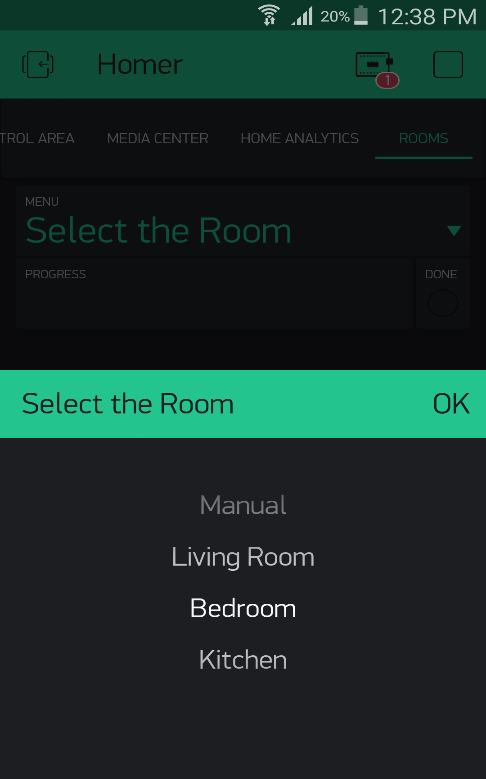 20% 12:38 PM
Homer
1
TROL AREA MEDIA CENTER HOME ANALYTICS ROOMS
MENU
Select the Room
PROGRESS DONE
Select the Room OK
Manual
Living Room
Bedroom
Kitchen